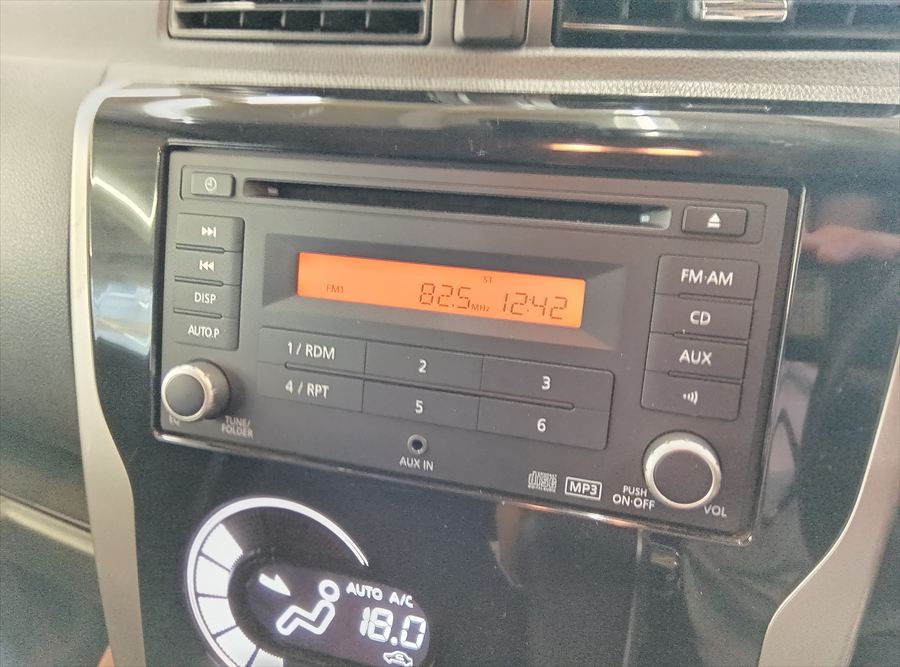 DISP
AUTO.P
FM1
ST
82.5 MHz 12:42
FM·AM
CD
AUX
1 / RDM
2
3
4 / RPT
5
6
EQ
TUNE/
FOLDER
AUX IN
MP3
PUSH
ON·OFF
VOL
AUTO A/C
18.0